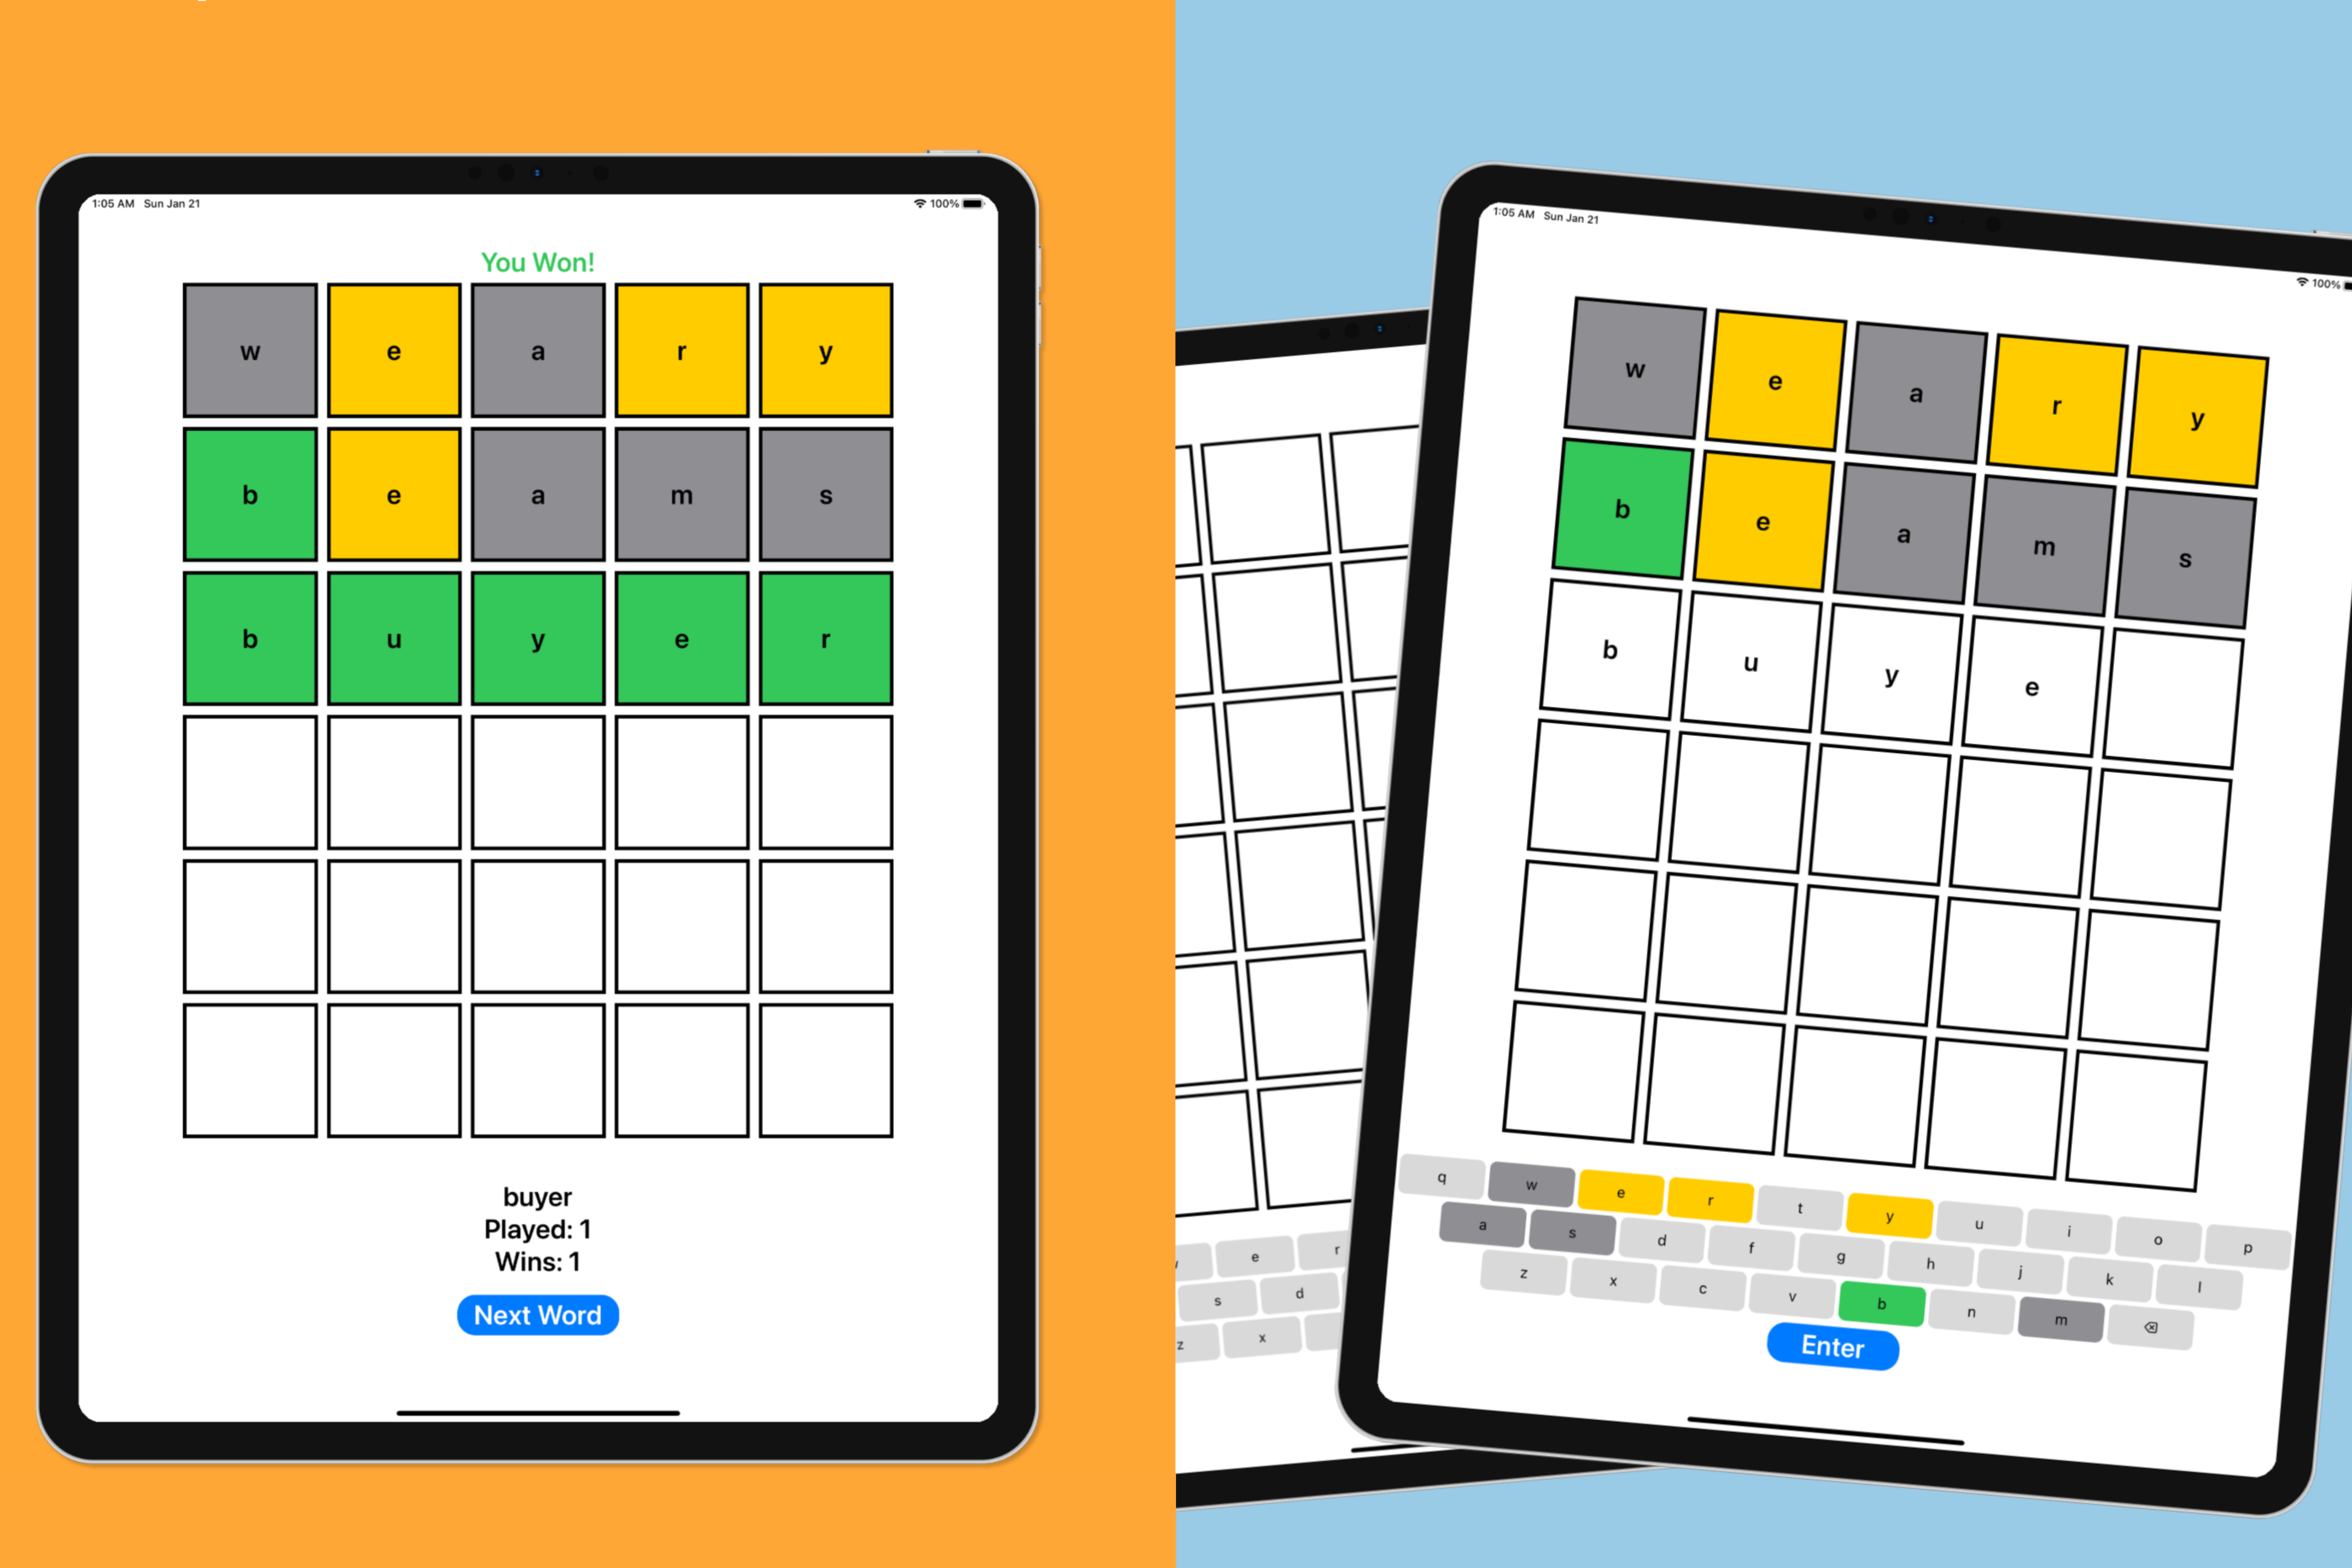 1:05 AM Sun Jan 21 100%
You Won!
w e a r y
b e a m s
b u y e r
buyer
Played: 1
Wins: 1
Next Word
e r
s d
z x
1:05 AM Sun Jan 21 100%
w e a r y
b e a m s
b u y e
q w e r t y u i o p
a s d f g h j k l
z x c v b n m
Enter